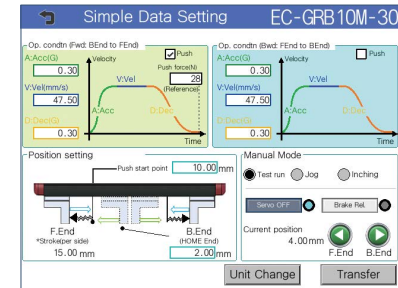 Simple Data Setting EC-GRB10M-30
Op. condtn (Fwd: BEnd to FEnd)
A:Acc(G)
0.30
V:Vel(mm/s)
47.50
D:Dec(G)
0.30
Velocity
V:Vel
A:Acc
D:Dec
Time
Push
Push force(N)
28
(Reference)
Op. condtn (Bwd: FEnd to BEnd)
A:Acc(G)
0.30
V:Vel(mm/s)
47.50
D:Dec(G)
0.30
Velocity
V:Vel
A:Acc
D:Dec
Time
Push
Position setting
Push start point 10.00 mm
F.End
*Stroke(per side)
15.00 mm
B.End
(HOME End)
2.00 mm
Manual Mode
Test run Jog Inching
Servo OFF Brake Rel.
Current position
4.00 mm
F.End B.End
Unit Change Transfer